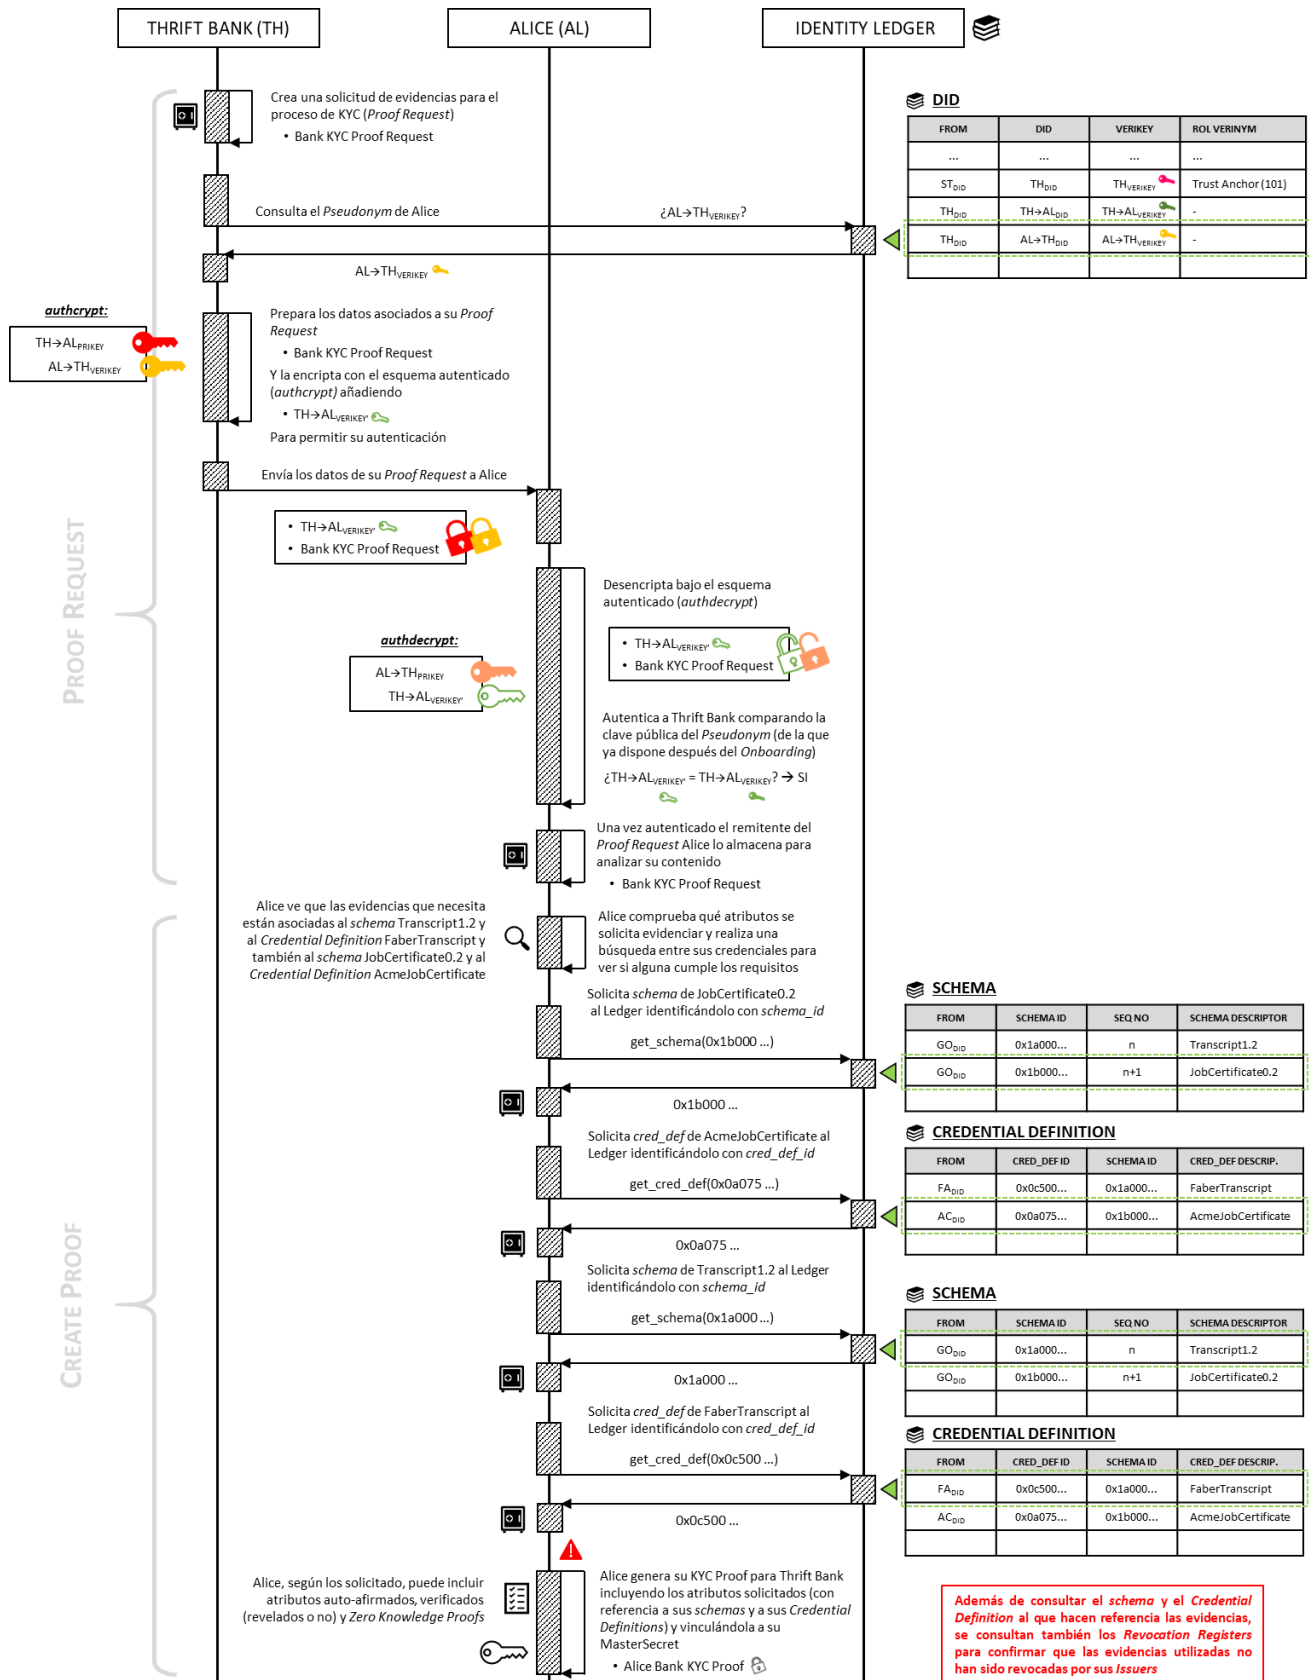 THRIFT BANK (TH)
ALICE (AL)
IDENTITY LEDGER
PROOF REQUEST
Crea una solicitud de evidencias para el
proceso de KYC (Proof Request)
• Bank KYC Proof Request
DID
FROM DID VERIKEY ROL VERINYM
... ... ... ...
STDID THDID THVERIKEY Trust Anchor (101)
THDID TH→ALDID TH→ALVERIKEY -
THDID AL→THDID AL→THVERIKEY -
Consulta el Pseudonym de Alice
¿AL→THVERIKEY?
AL→THVERIKEY
authcrypt:
TH→ALPRIKEY
AL→THVERIKEY
Prepara los datos asociados a su Proof
Request
• Bank KYC Proof Request
Y la encripta con el esquema autenticado
(authcrypt) añadiendo
• TH→ALVERIKEY'
Para permitir su autenticación
Envía los datos de su Proof Request a Alice
• TH→ALVERIKEY'
• Bank KYC Proof Request
Desencripta bajo el esquema
autenticado (authdecrypt)
• TH→ALVERIKEY'
• Bank KYC Proof Request
authdecrypt:
AL→THPRIKEY
TH→ALVERIKEY'
Autentica a Thrift Bank comparando la
clave pública del Pseudonym (de la que
ya dispone después del Onboarding)
¿TH→ALVERIKEY' = TH→ALVERIKEY? → SI
Una vez autenticado el remitente del
Proof Request Alice lo almacena para
analizar su contenido
• Bank KYC Proof Request
CREATE PROOF
Alice ve que las evidencias que necesita
están asociadas al schema Transcript1.2 y
al Credential Definition FaberTranscript y
también al schema JobCertificate0.2 y al
Credential Definition AcmeJobCertificate
Alice comprueba qué atributos se
solicita evidenciar y realiza una
búsqueda entre sus credenciales para
ver si alguna cumple los requisitos
Solicita schema de JobCertificate0.2
al Ledger identificándolo con schema_id
get_schema(0x1b000 ...)
SCHEMA
FROM SCHEMA ID SEQ NO SCHEMA DESCRIPTOR
GODID 0x1a000... n Transcript1.2
GODID 0x1b000... n+1 JobCertificate0.2
0x1b000 ...
Solicita cred_def de AcmeJobCertificate al
Ledger identificándolo con cred_def_id
get_cred_def(0x0a075 ...)
CREDENTIAL DEFINITION
FROM CRED_DEF ID SCHEMA ID CRED_DEF DESCRIP.
FADID 0x0c500... 0x1a000... FaberTranscript
ACDID 0x0a075... 0x1b000... AcmeJobCertificate
0x0a075 ...
Solicita schema de Transcript1.2 al Ledger
identificándolo con schema_id
get_schema(0x1a000 ...)
SCHEMA
FROM SCHEMA ID SEQ NO SCHEMA DESCRIPTOR
GODID 0x1a000... n Transcript1.2
GODID 0x1b000... n+1 JobCertificate0.2
0x1a000 ...
Solicita cred_def de FaberTranscript al
Ledger identificándolo con cred_def_id
get_cred_def(0x0c500 ...)
CREDENTIAL DEFINITION
FROM CRED_DEF ID SCHEMA ID CRED_DEF DESCRIP.
FADID 0x0c500... 0x1a000... FaberTranscript
ACDID 0x0a075... 0x1b000... AcmeJobCertificate
0x0c500 ...
Alice, según los solicitado, puede incluir
atributos auto-afirmados, verificados
(revelados o no) y Zero Knowledge Proofs
Alice genera su KYC Proof para Thrift Bank
incluyendo los atributos solicitados (con
referencia a sus schemas y a sus Credential
Definitions) y vinculándola a su
MasterSecret
• Alice Bank KYC Proof
Además de consultar el schema y el Credential
Definition al que hacen referencia las evidencias,
se consultan también los Revocation Registers
para confirmar que las evidencias utilizadas no
han sido revocadas por sus Issuers